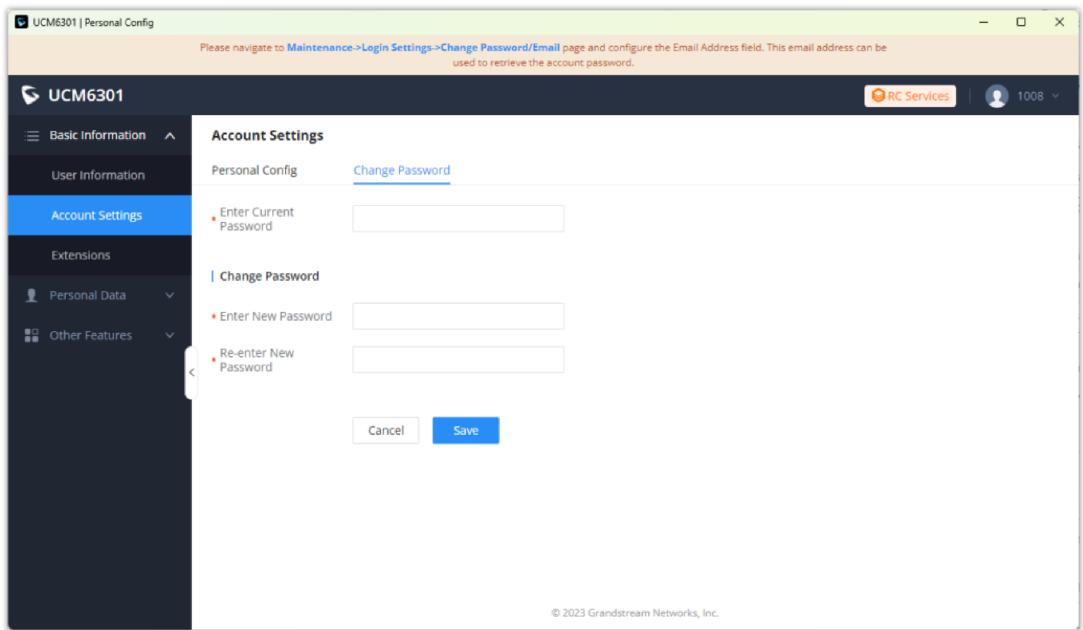 UCM6301 | Personal Config
Please navigate to Maintenance->Login Settings->Change Password/Email page and configure the Email Address field. This email address can be
used to retrieve the account password.
UCM6301
RC Services
1008
Basic Information
User Information
Account Settings
Extensions
Personal Data
Other Features
Account Settings
Personal Config
Change Password
* Enter Current
Password
Change Password
* Enter New Password
* Re-enter New
Password
Cancel
Save
© 2023 Grandstream Networks, Inc.